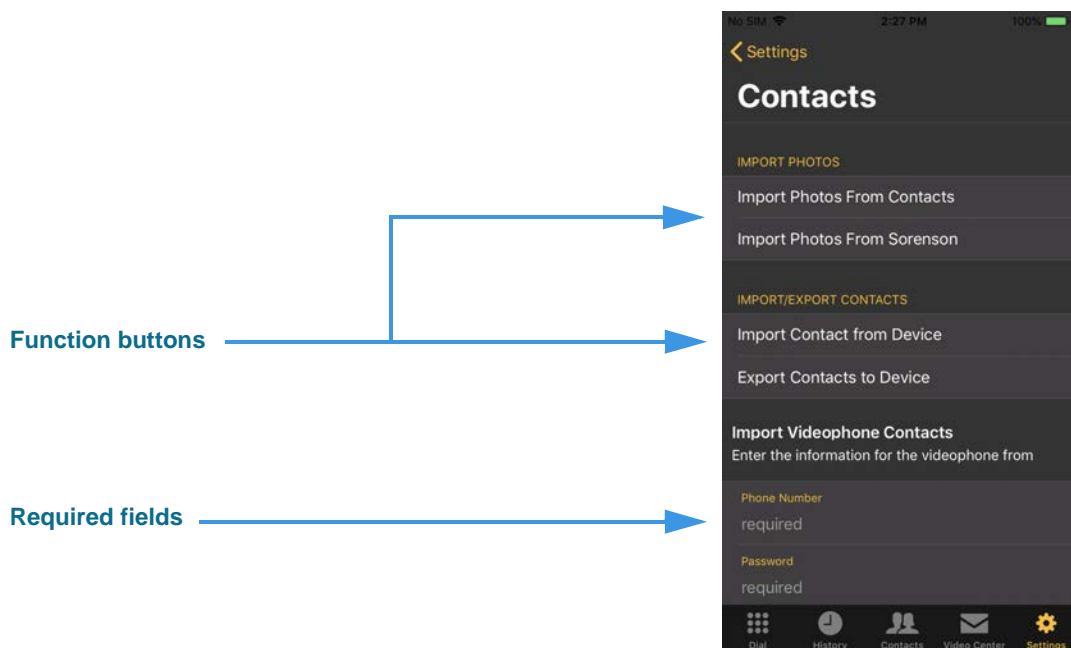 No SIM 2:27 PM 100%
Settings
Contacts
IMPORT PHOTOS
Import Photos From Contacts
Import Photos From Sorenson
IMPORT/EXPORT CONTACTS
Function buttons
Import Contact from Device
Export Contacts to Device
Import Videophone Contacts
Enter the information for the videophone from
Required fields
Phone Number
required
Password
required
Dial History Contacts Video Center Settings